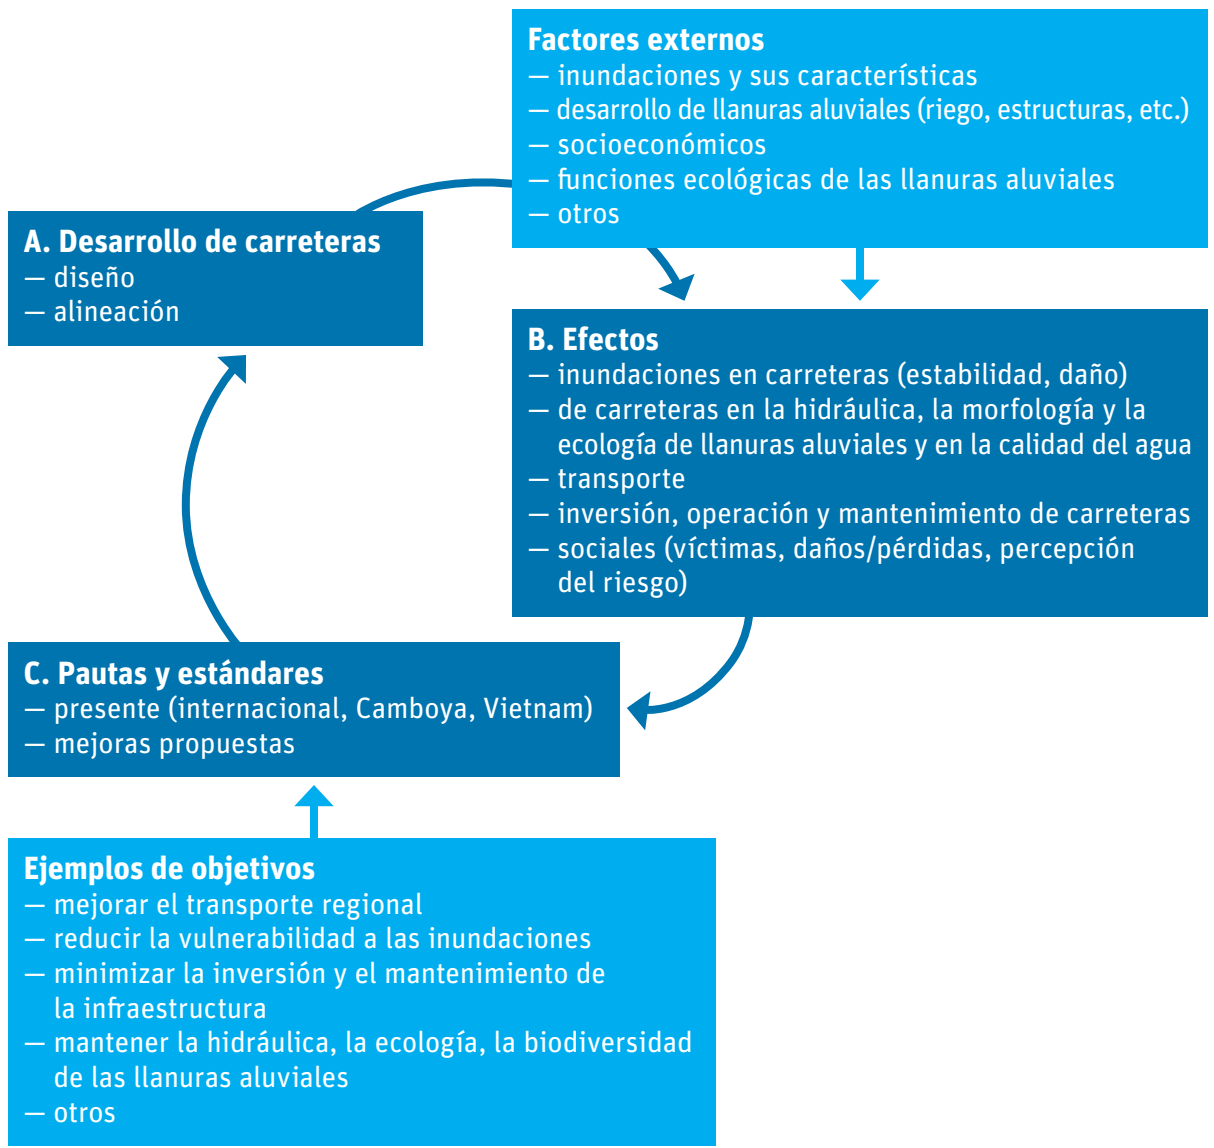 Factores externos
— inundaciones y sus características
— desarrollo de llanuras aluviales (riego, estructuras, etc.)
— socioeconómicos
— funciones ecológicas de las llanuras aluviales
— otros
A. Desarrollo de carreteras
— diseño
— alineación
B. Efectos
— inundaciones en carreteras (estabilidad, daño)
— de carreteras en la hidráulica, la morfología y la
ecología de llanuras aluviales y en la calidad del agua
— transporte
— inversión, operación y mantenimiento de carreteras
— sociales (víctimas, daños/pérdidas, percepción
del riesgo)
C. Pautas y estándares
— presente (internacional, Camboya, Vietnam)
— mejoras propuestas
Ejemplos de objetivos
— mejorar el transporte regional
— reducir la vulnerabilidad a las inundaciones
— minimizar la inversión y el mantenimiento de
la infraestructura
— mantener la hidráulica, la ecología, la biodiversidad
de las llanuras aluviales
— otros